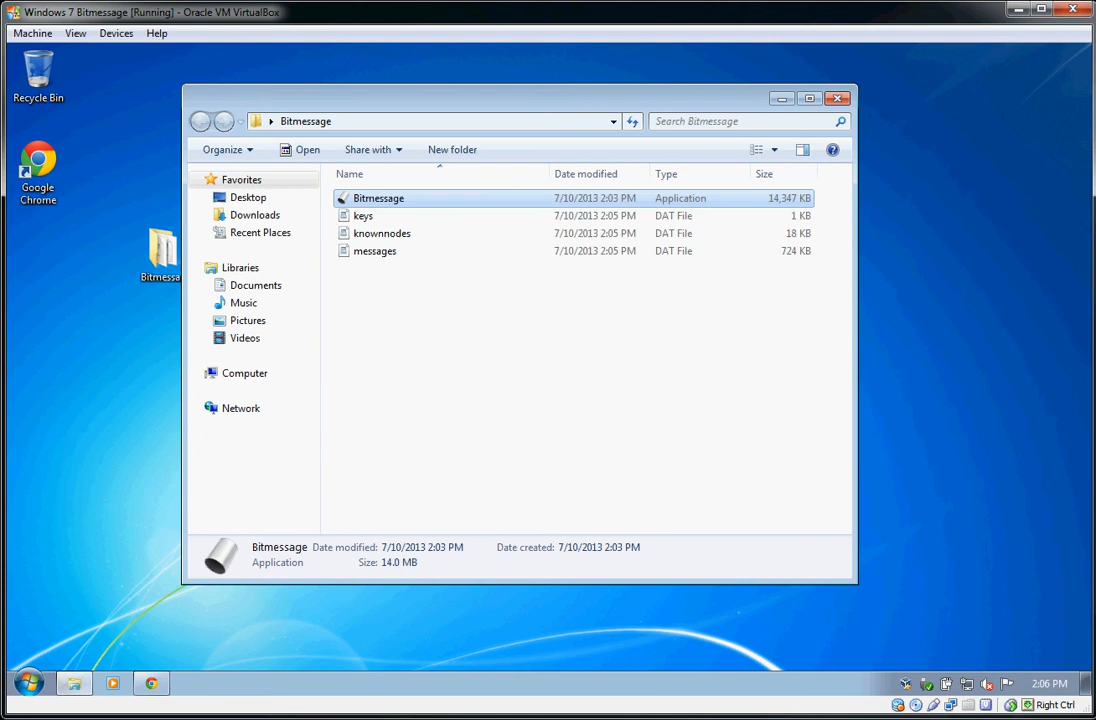 Windows 7 Bitmessage [Running] - Oracle VM VirtualBox
Machine View Devices Help
Recycle Bin
Google
Chrome
Bitmessa
Bitmessage
Search Bitmessage
Organize Open Share with New folder
Name Date modified Type Size
Bitmessage 7/10/2013 2:03 PM Application 14,347 KB
keys 7/10/2013 2:05 PM DAT File 1 KB
knownnodes 7/10/2013 2:05 PM DAT File 18 KB
messages 7/10/2013 2:05 PM DAT File 724 KB
Favorites
Desktop
Downloads
Recent Places
Libraries
Documents
Music
Pictures
Videos
Computer
Network
Bitmessage Date modified: 7/10/2013 2:03 PM Date created: 7/10/2013 2:03 PM
Application Size: 14.0 MB
2:06 PM
Right Ctrl